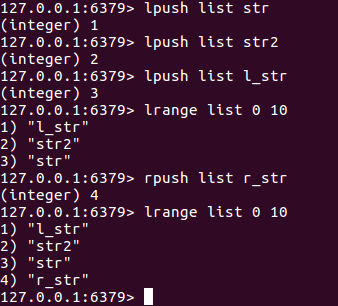 127.0.0.1:6379> lpush list str
(integer) 1
127.0.0.1:6379> lpush list str2
(integer) 2
127.0.0.1:6379> lpush list l_str
(integer) 3
127.0.0.1:6379> lrange list 0 10
1) "l_str"
2) "str2"
3) "str"
127.0.0.1:6379> rpush list r_str
(integer) 4
127.0.0.1:6379> lrange list 0 10
1) "l_str"
2) "str2"
3) "str"
4) "r_str"
127.0.0.1:6379>